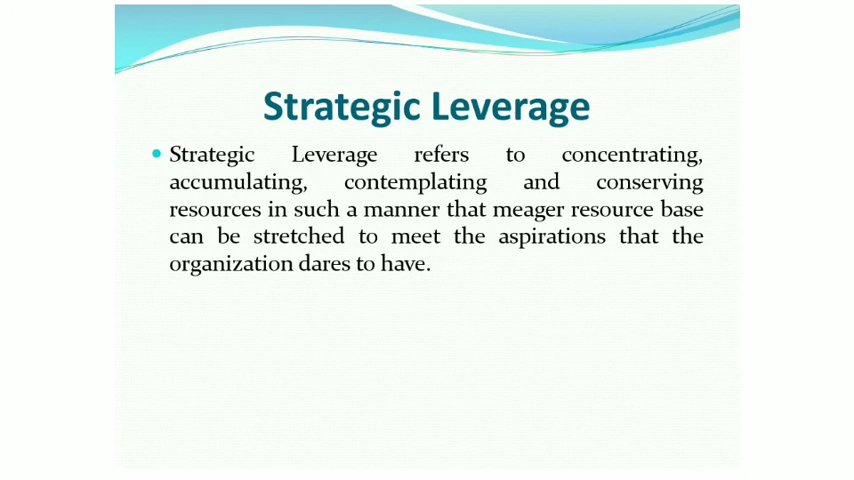 Strategic Leverage
• Strategic Leverage refers to concentrating,
accumulating, contemplating and conserving
resources in such a manner that meager resource base
can be stretched to meet the aspirations that the
organization dares to have.